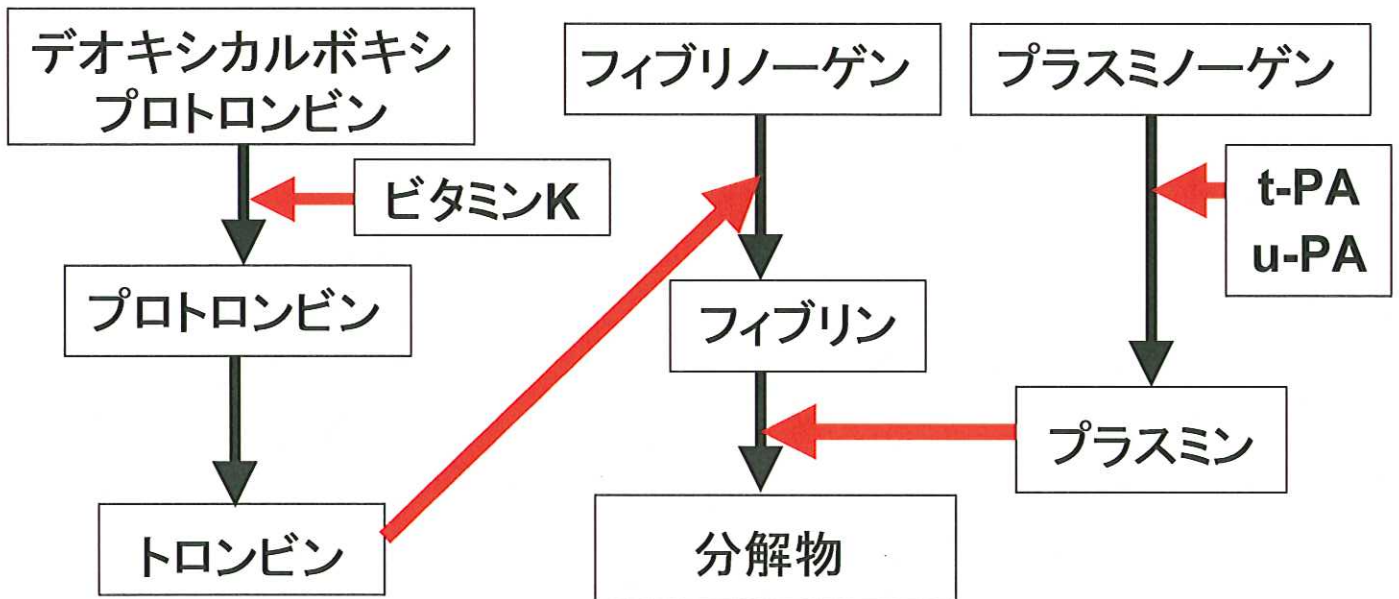 デオキシカルボキシ
プロトロンビン
ビタミンK
プロトロンビン
トロンビン
フィブリノーゲン
フィブリン
分解物
プラスミノーゲン
t-PA
u-PA
プラスミン